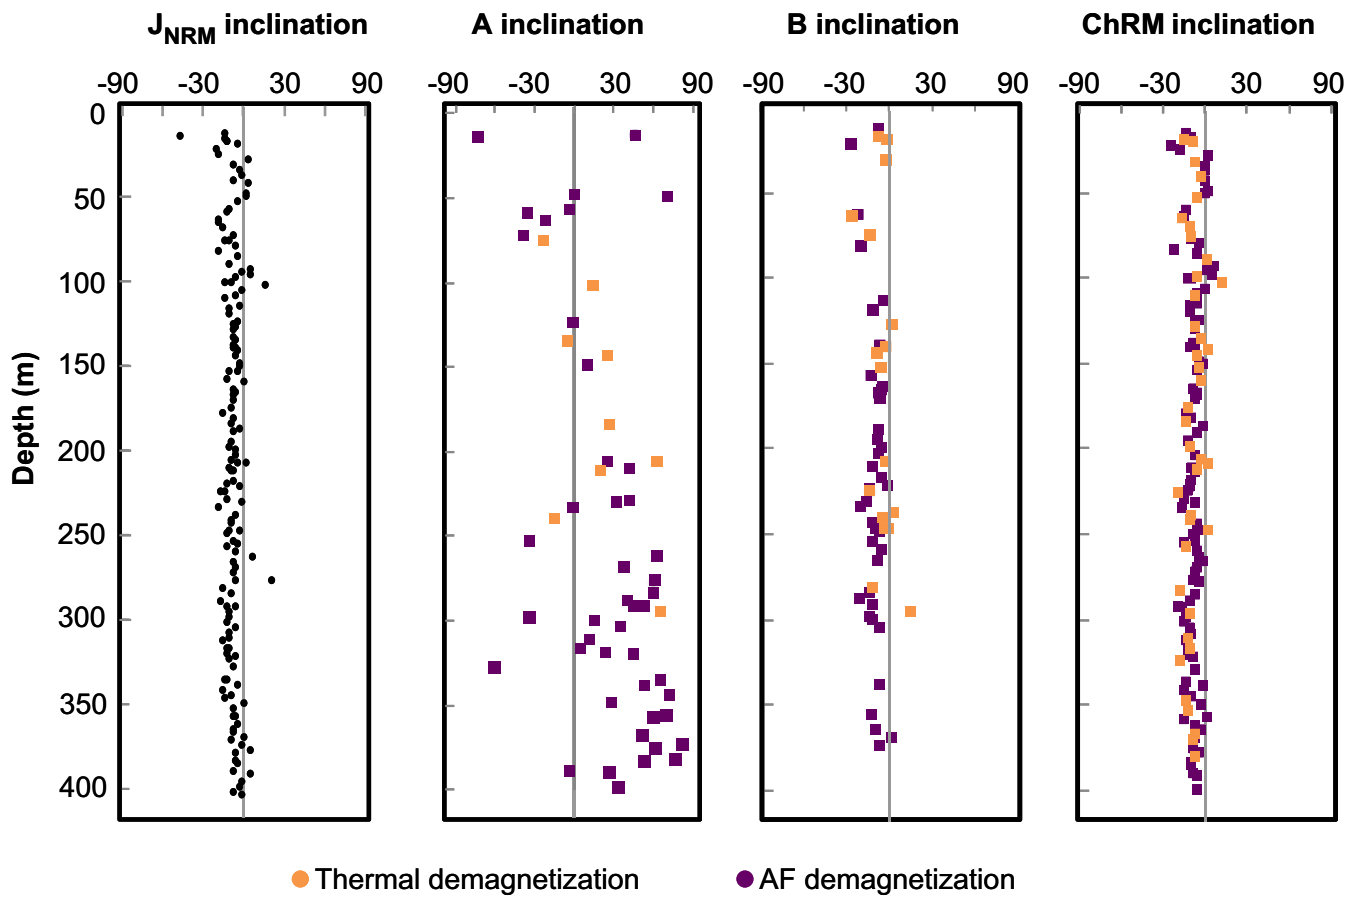 J_NRM inclination A inclination B inclination ChRM inclination
-90 -30 30 90 -90 -30 30 90 -90 -30 30 90 -90 -30 30 90
0
50
100
150
200
250
300
350
400
Depth (m)
Thermal demagnetization AF demagnetization